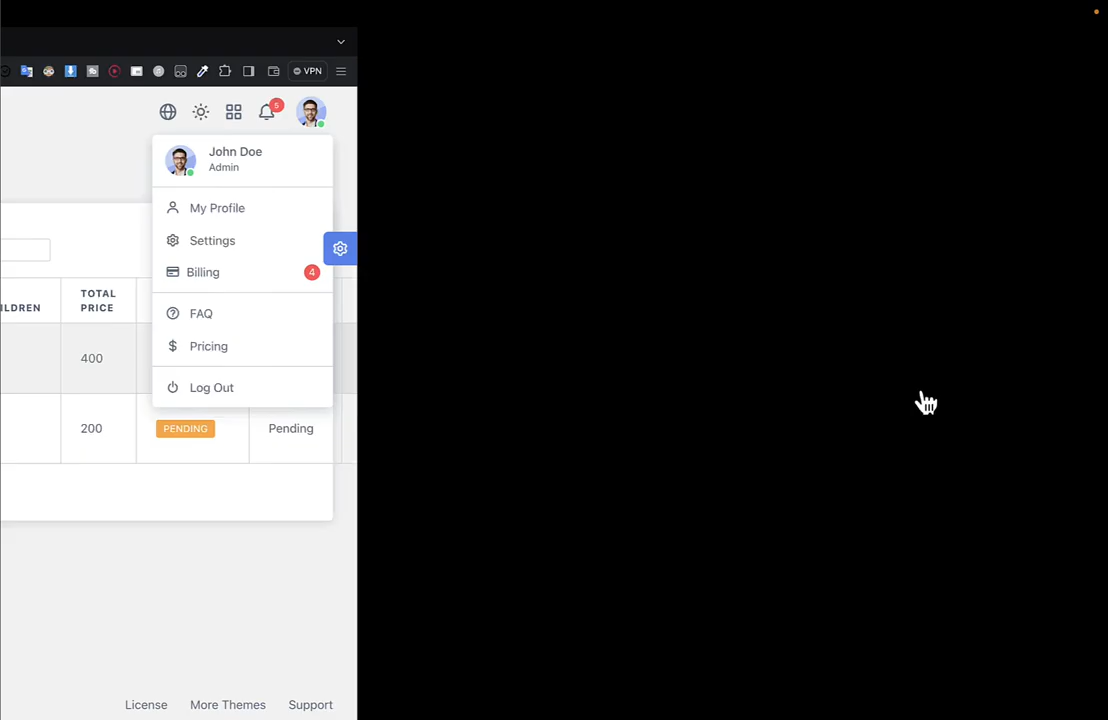 VPN
5
John Doe
Admin
My Profile
Settings
Billing
4
FAQ
Pricing
Log Out
ILDREN
TOTAL
PRICE
400
200
PENDING
Pending
License
More Themes
Support